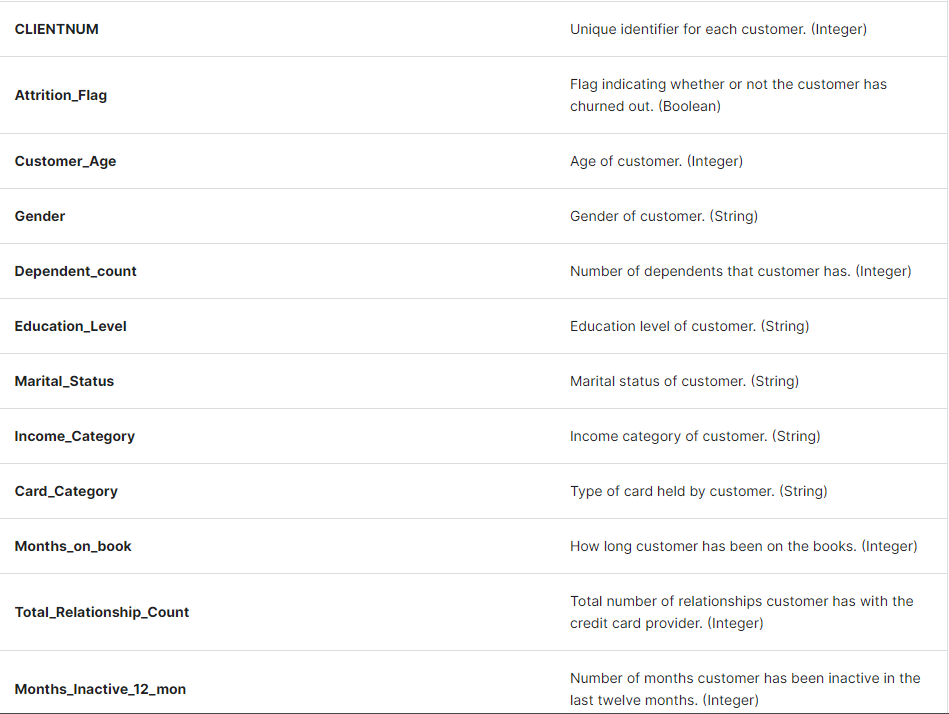 CLIENTNUM
Unique identifier for each customer. (Integer)
Attrition_Flag
Flag indicating whether or not the customer has
churned out. (Boolean)
Customer_Age
Age of customer. (Integer)
Gender
Gender of customer. (String)
Dependent_count
Number of dependents that customer has. (Integer)
Education_Level
Education level of customer. (String)
Marital_Status
Marital status of customer. (String)
Income_Category
Income category of customer. (String)
Card_Category
Type of card held by customer. (String)
Months_on_book
How long customer has been on the books. (Integer)
Total_Relationship_Count
Total number of relationships customer has with the
credit card provider. (Integer)
Months_Inactive_12_mon
Number of months customer has been inactive in the
last twelve months. (Integer)